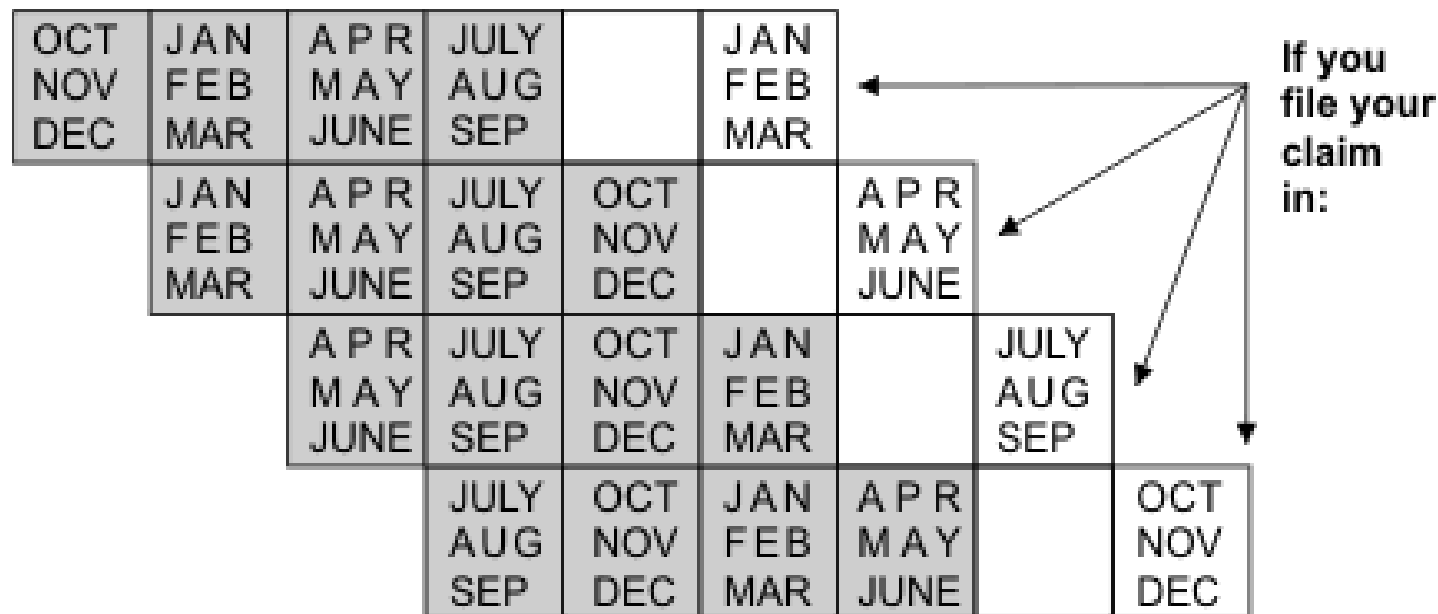 OCT JAN APR JULY JAN
NOV FEB MAY AUG FEB
DEC MAR JUNE SEP MAR
If you
file your
claim
in:
JAN APR JULY OCT APR
FEB MAY AUG NOV MAY
MAR JUNE SEP DEC JUNE
APR JULY OCT JAN JULY
MAY AUG NOV FEB AUG
JUNE SEP DEC MAR SEP
JULY OCT JAN APR OCT
AUG NOV FEB MAY NOV
SEP DEC MAR JUNE DEC